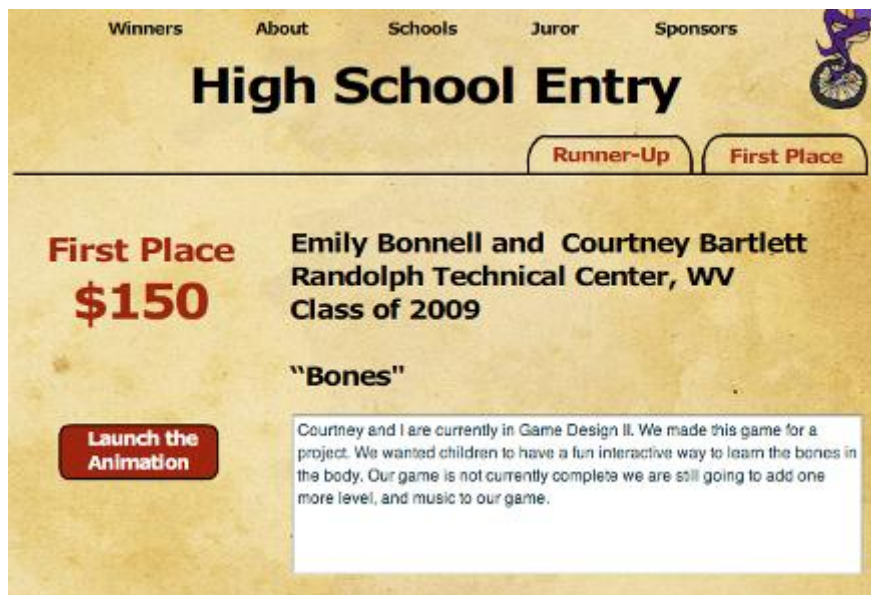 Winners About Schools Juror Sponsors
High School Entry
Runner-Up First Place
First Place
$150
Emily Bonnell and Courtney Bartlett
Randolph Technical Center, WV
Class of 2009
“Bones"
Launch the
Animation
Courtney and I are currently in Game Design II. We made this game for a
project. We wanted children to have a fun interactive way to learn the bones in
the body. Our game is not currently complete we are still going to add one
more level, and music to our game.